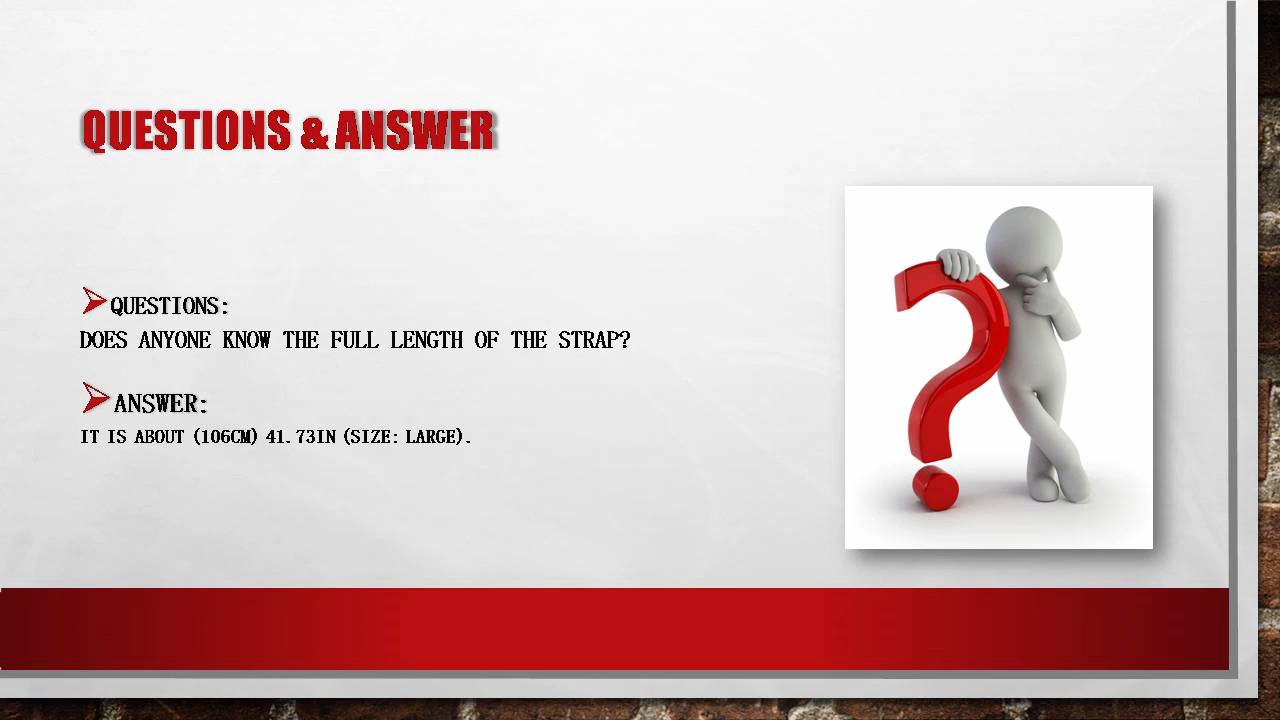 QUESTIONS & ANSWER
QUESTIONS:
DOES ANYONE KNOW THE FULL LENGTH OF THE STRAP?
ANSWER:
IT IS ABOUT (106CM) 41.73IN (SIZE: LARGE).